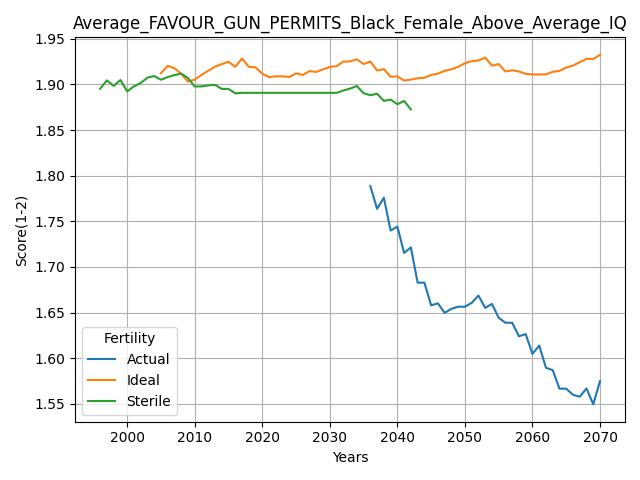 Average_FAVOUR_GUN_PERMITS_Black_Female_Above_Average_IQ
1.95
1.90
1.85
1.80
1.75
1.70
1.65
1.60
1.55
Score(1-2)
Fertility
Actual
Ideal
Sterile
2000 2010 2020 2030 2040 2050 2060 2070
Years